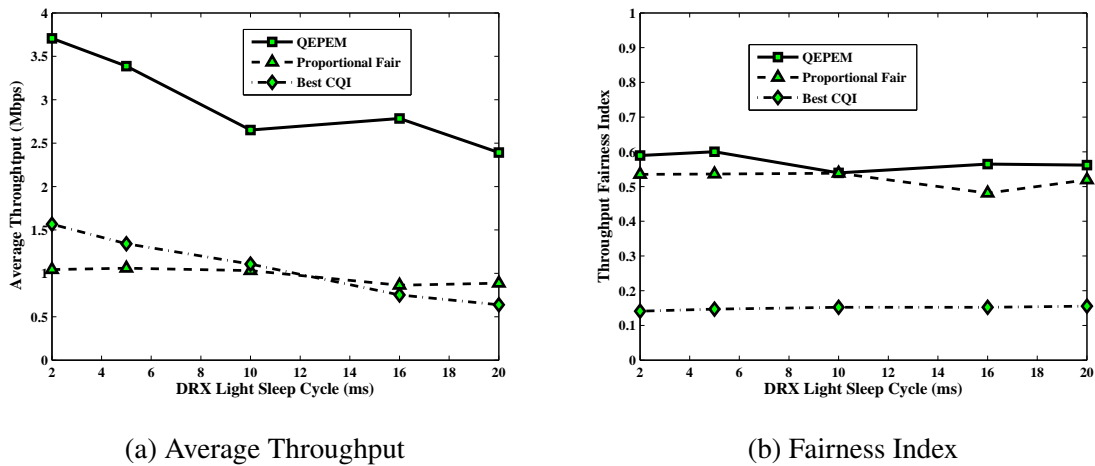 4
3.5
3
2.5
2
1.5
1
0.5
0
Average Throughput (Mbps)
QEPEM
Proportional Fair
Best CQI
2 4 6 8 10 12 14 16 18 20
DRX Light Sleep Cycle (ms)
(a) Average Throughput
1
0.9
0.8
0.7
0.6
0.5
0.4
0.3
0.2
0.1
0
Throughput Fairness Index
QEPEM
Proportional Fair
Best CQI
2 4 6 8 10 12 14 16 18 20
DRX Light Sleep Cycle (ms)
(b) Fairness Index